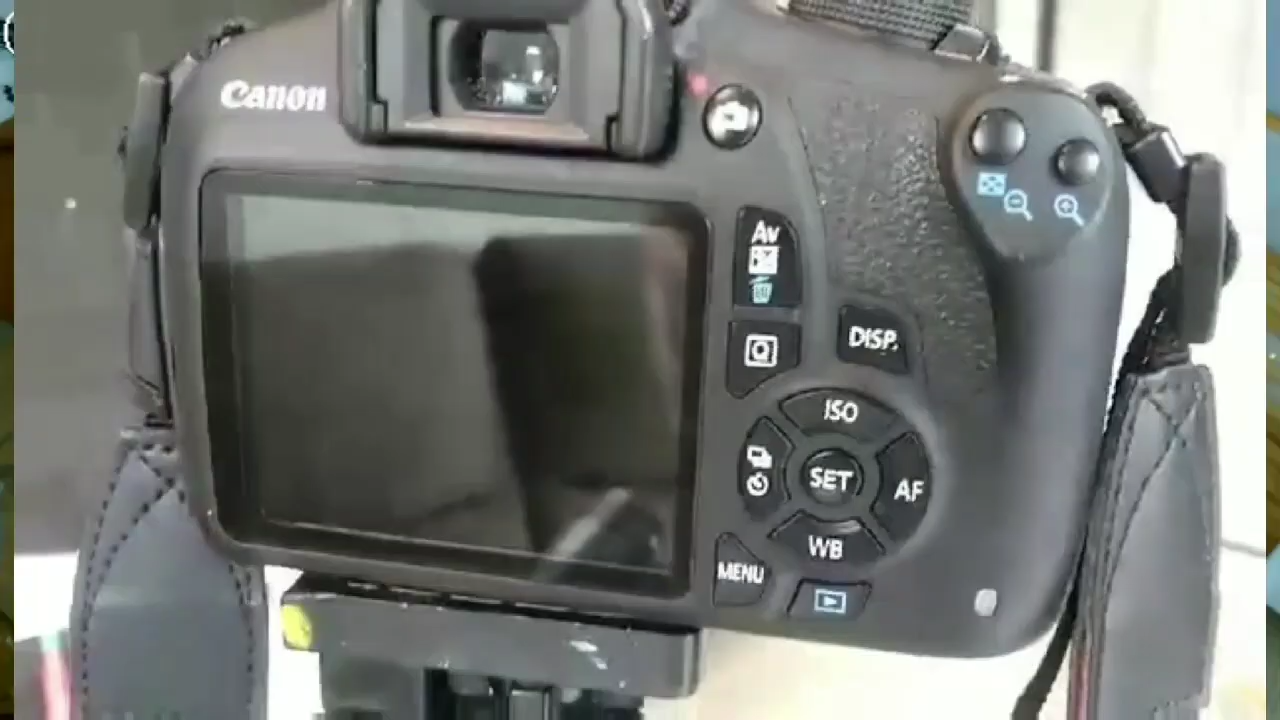 Canon
Av
Q
DISP.
ISO
SET
AF
WB
MENU